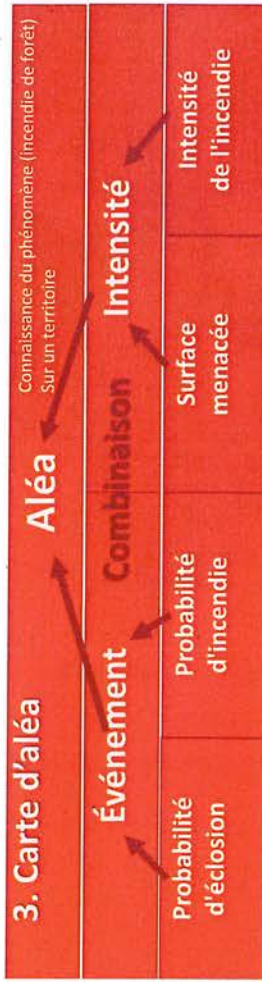 3. Carte d'aléa
Aléa
Connaissance du phénomène (incendie de forêt)
Sur un territoire
Événement
Combinaison
Intensité
Probabilité
d'éclosion
Probabilité
d'incendie
Surface
menacée
Intensité
de l'incendie